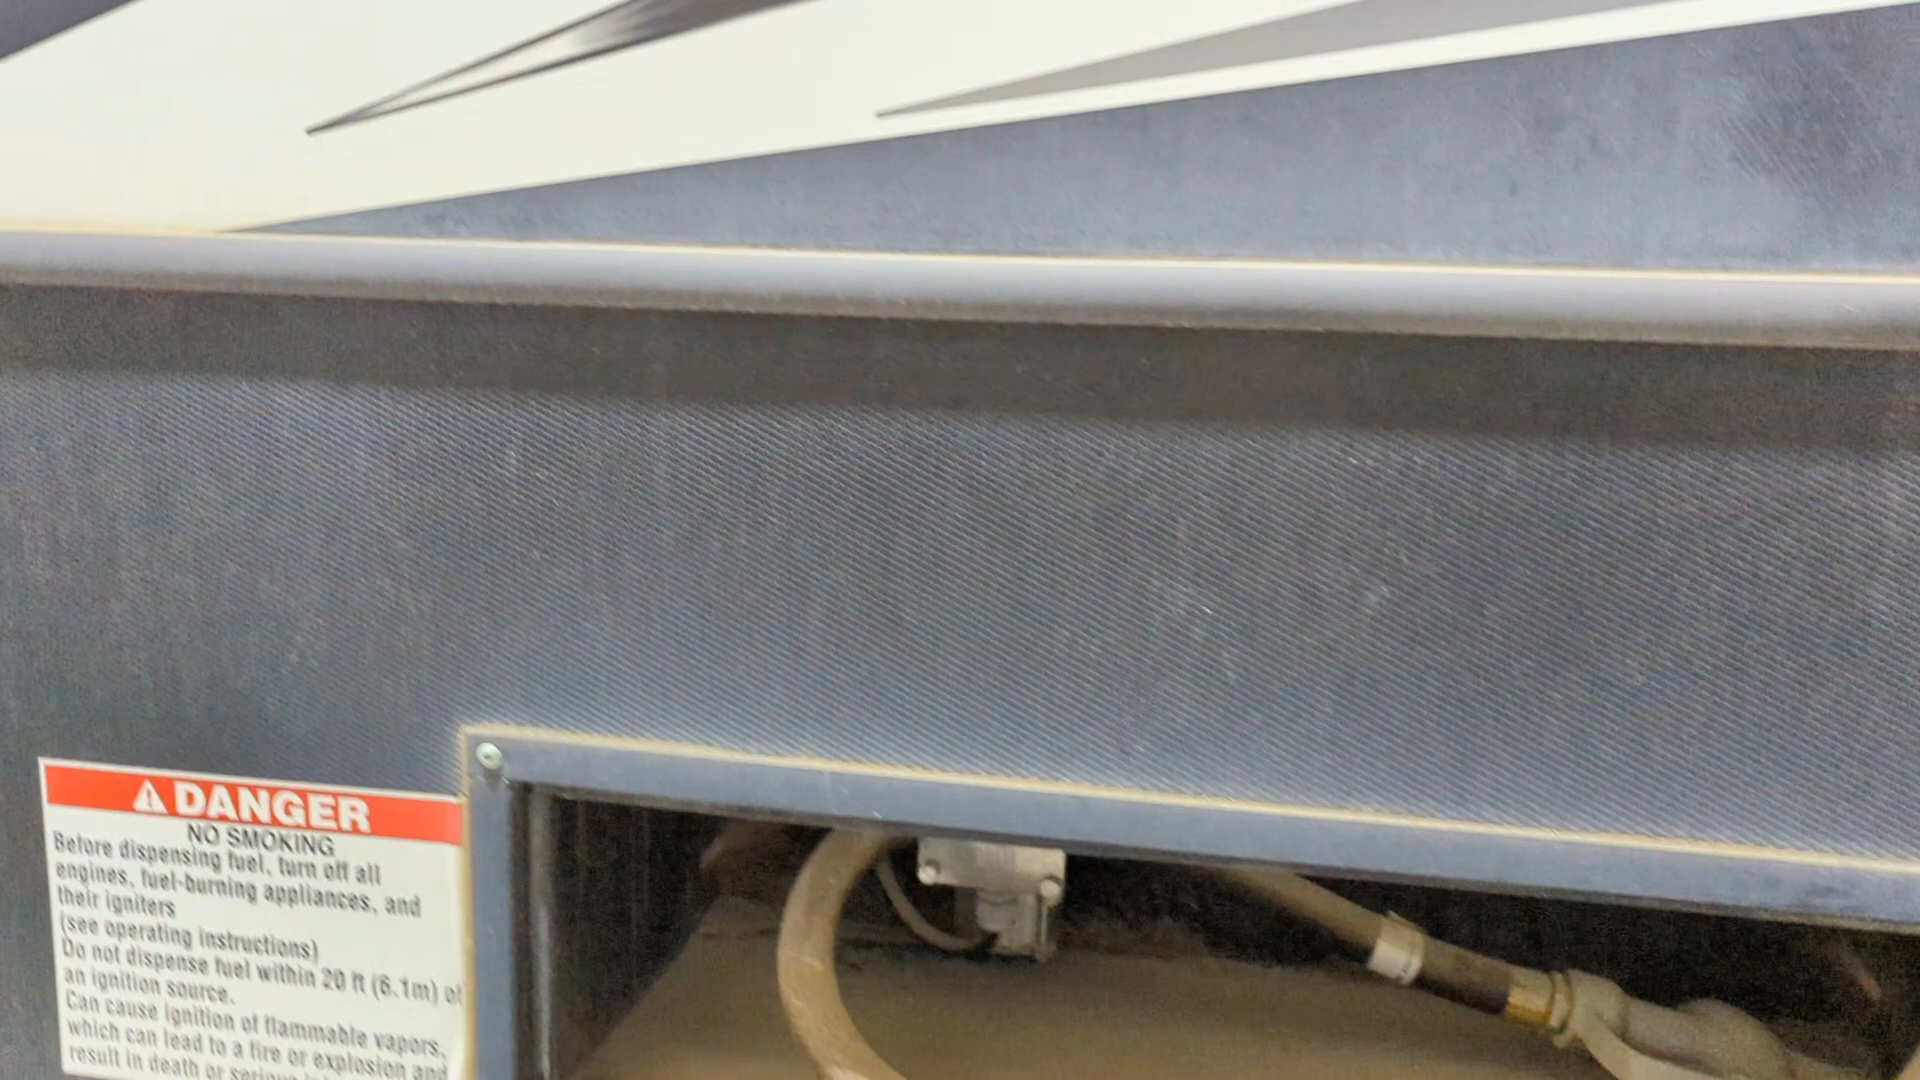 DANGER
NO SMOKING
Before dispensing fuel, turn off all
engines, fuel-burning appliances, and
their igniters
(see operating instructions)
Do not dispense fuel within 20 ft (6.1m) of
an ignition source.
Can cause ignition of flammable vapors,
which can lead to a fire or explosion and
result in death or serious